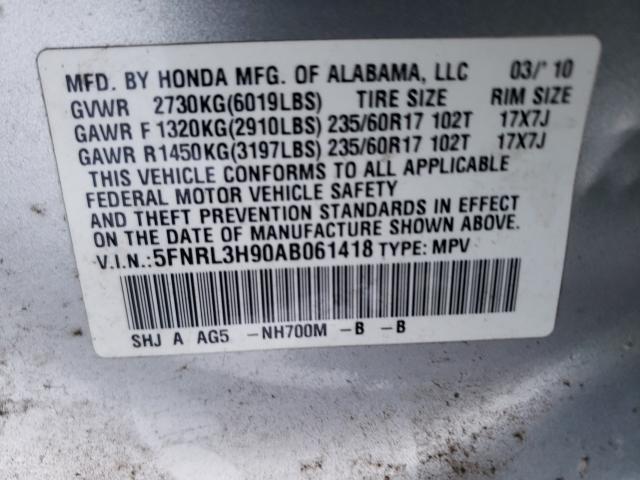 MFD. BY HONDA MFG. OF ALABAMA, LLC 03/'10
GVWR 2730KG(6019LBS) TIRE SIZE RIM SIZE
GAWR F 1320KG(2910LBS) 235/60R17 102T 17X7J
GAWR R1450KG(3197LBS) 235/60R17 102T 17X7J
THIS VEHICLE CONFORMS TO ALL APPLICABLE
FEDERAL MOTOR VEHICLE SAFETY
AND THEFT PREVENTION STANDARDS IN EFFECT
ON THE DATE OF MANUFACTURE SHOWN ABOVE.
V.I.N.:5FNRL3H90AB061418 TYPE: MPV
SHJ A AG5 -NH700M -B -B